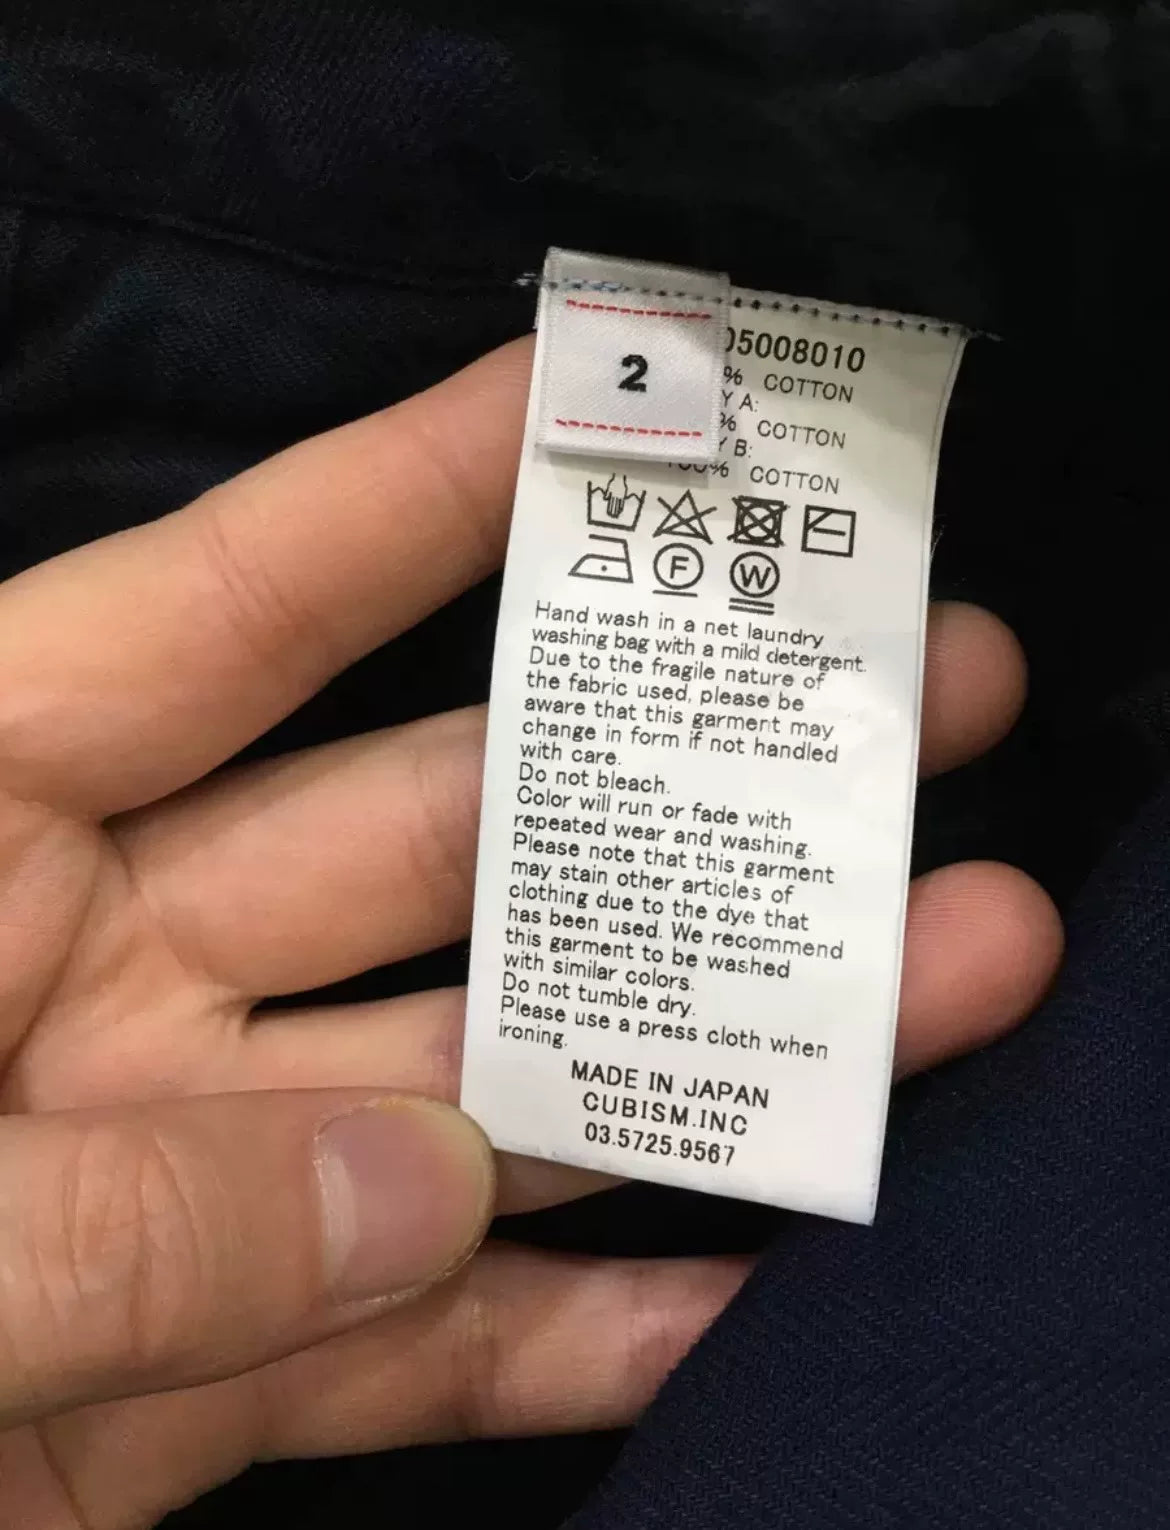 2
05008010
% COTTON
Y A:
% COTTON
Y B:
100% COTTON
F
W
Hand wash in a net laundry
washing bag with a mild detergent.
Due to the fragile nature of
the fabric used, please be
aware that this garment may
change in form if not handled
with care.
Do not bleach.
Color will run or fade with
repeated wear and washing.
Please note that this garment
may stain other articles of
clothing due to the dye that
has been used. We recommend
this garment to be washed
with similar colors.
Do not tumble dry.
Please use a press cloth when
ironing.
MADE IN JAPAN
CUBISM.INC
03.5725.9567